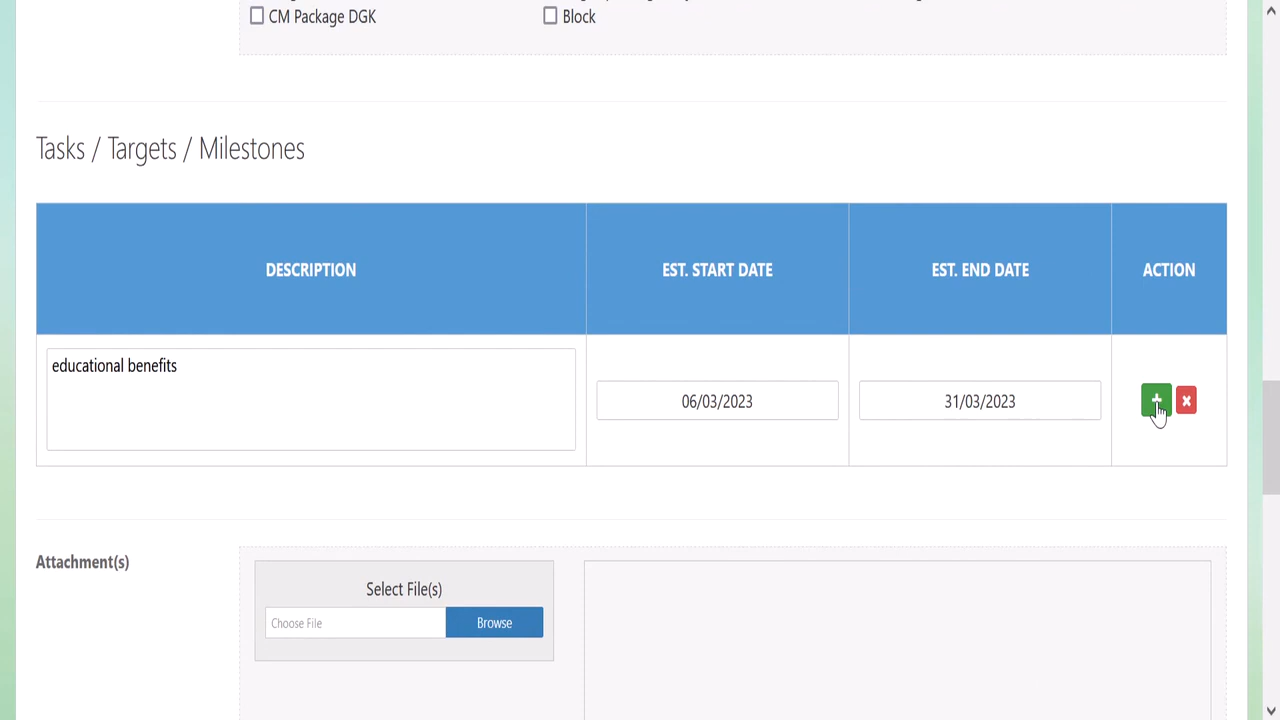 CM Package DGK
Block
Tasks / Targets / Milestones
DESCRIPTION
EST. START DATE
EST. END DATE
ACTION
educational benefits
06/03/2023
31/03/2023
Attachment(s)
Select File(s)
Choose File
Browse